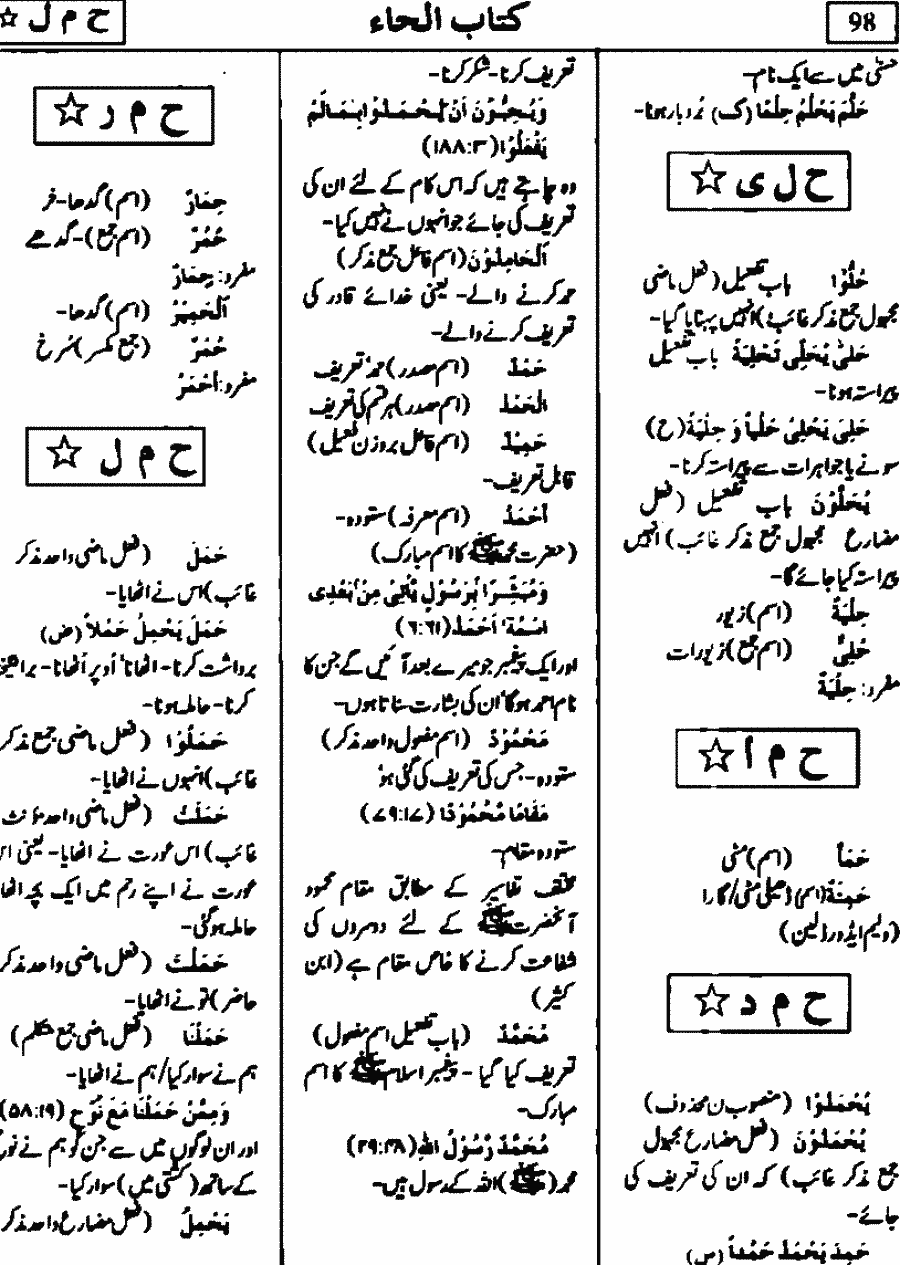 98
کتاب الحاء
ح م ل ☆
حسنٰی میں سے ایک نام-
حَلُمَ يَحْلُمُ حِلْمًا (ک) بُردبار ہونا-
ح ل ی ☆
حُلُّوْا باب تفعیل (فعل ماضی
مجہول جمع مذکر غائب) انہیں پہنایا گیا-
حَلّٰى يُحَلِّى تَحْلِيَةً باب تفعیل
پیراستہ ہونا-
حَلِىَ يَحْلِىُ حَلْياً وَ حِلْيَةً (ح)
سونے یا جواہرات سے پیراستہ کرنا-
يُحَلَّوْنَ باب تفعیل (فعل
مضارع مجہول جمع مذکر غائب) انہیں
پیراستہ کیا جائے گا-
حِلْيَةٌ (اسم) زیور
حُلِىٌّ (اسم جمع) زیورات
مفرد: حِلْيَةٌ
ح م ا ☆
حَمَأ (اسم) مٹی
حَمِئَةٌ (اسم) ڈھیلی مٹی/گارا
(ولیم ایڈورڈ لین)
ح م د ☆
يُحْمَدُوْا (منصوب ن محذوف)
يُحْمَدُوْنَ (فعل مضارع مجہول
جمع مذکر غائب) کہ ان کی تعریف کی
جائے-
حَمِدَ يَحْمَدُ حَمْداً (س)
تعریف کرنا- شکر کرنا-
وَيُحِبُّوْنَ اَنْ يُّحْمَدُوْا بِمَا لَمْ
يَفْعَلُوْا (۱۸۸:۳)
وہ چاہتے ہیں کہ اس کام کے لئے ان کی
تعریف کی جائے جو انہوں نے نہیں کیا-
اَلْحَامِدُوْنَ (اسم فاعل جمع مذکر)
حمد کرنے والے- یعنی خدائے قادر کی
تعریف کرنے والے-
حَمْدٌ (اسم مصدر) حمد، تعریف
اَلْحَمْدُ (اسم مصدر) ہر قسم کی تعریف
حَمِيْدٌ (اسم فاعل بروزن فعیل)
قابل تعریف-
اَحْمَدُ (اسم معرفہ) ستودہ-
(حضرت محمد ﷺ کا اسم مبارک)
وَمُبَشِّرًا بِرَسُوْلٍ يَّاْتِىْ مِنْ بَعْدِى
اسْمُهٗ اَحْمَدُ (۶:۶۱)
اور ایک پیغمبر جو میرے بعد آئیں گے جن کا
نام احمد ہوگا، ان کی بشارت سناتا ہوں-
مَحْمُوْدٌ (اسم مفعول واحد مذکر)
ستودہ- جس کی تعریف کی گئی ہو،
مَقَامًا مَّحْمُوْدًا (۷۹:۱۷)
ستودہ مقام-
مختلف تفاسیر کے مطابق مقام محمود
آنحضرت ﷺ کے لئے دوسروں کی
شفاعت کرنے کا خاص مقام ہے (ابن
کثیر)
مُحَمَّدٌ (باب تفعیل اسم مفعول)
تعریف کیا گیا- پیغمبر اسلام ﷺ کا اسم
مبارک-
مُحَمَّدٌ رَّسُوْلُ اللّٰهِ (۲۹:۴۸)
محمد (ﷺ) اللہ کے رسول ہیں-
ح م ر ☆
حِمَارٌ (اسم) گدھا- خر
حُمُرٌ (اسم جمع)- گدھے
مفرد: حِمَارٌ
اَلْحَمِيْرُ (اسم) گدھا-
حُمُرٌ (جمع مکسر) سرخ
مفرد: اَحْمَرُ
ح م ل ☆
حَمَلَ (فعل ماضی واحد مذکر
غائب) اس نے اٹھایا-
حَمَلَ يَحْمِلُ حَمْلاً (ض)
برداشت کرنا- اٹھانا، اوپر اٹھانا-
کرنا- حاملہ ہونا-
حَمَلُوْا (فعل ماضی جمع مذکر
غائب) انہوں نے اٹھایا-
حَمَلَتْ (فعل ماضی واحد مؤنث
غائب) اس عورت نے اٹھایا- یعنی اس
عورت نے اپنے رحم میں ایک بچہ اٹھا
حاملہ ہوگئی-
حَمَلْتَ (فعل ماضی واحد مذکر
حاضر) تو نے اٹھایا-
حَمَلْنَا (فعل ماضی جمع متکلم)
ہم نے سوار کیا/ہم نے اٹھایا-
وَمِمَّنْ حَمَلْنَا مَعَ نُوْحٍ (۵۸:۱۹)
اور ان لوگوں میں سے جن کو ہم نے نوح
کے ساتھ (کشتی میں) سوار کیا-
يَحْمِلُ (فعل مضارع واحد مذکر